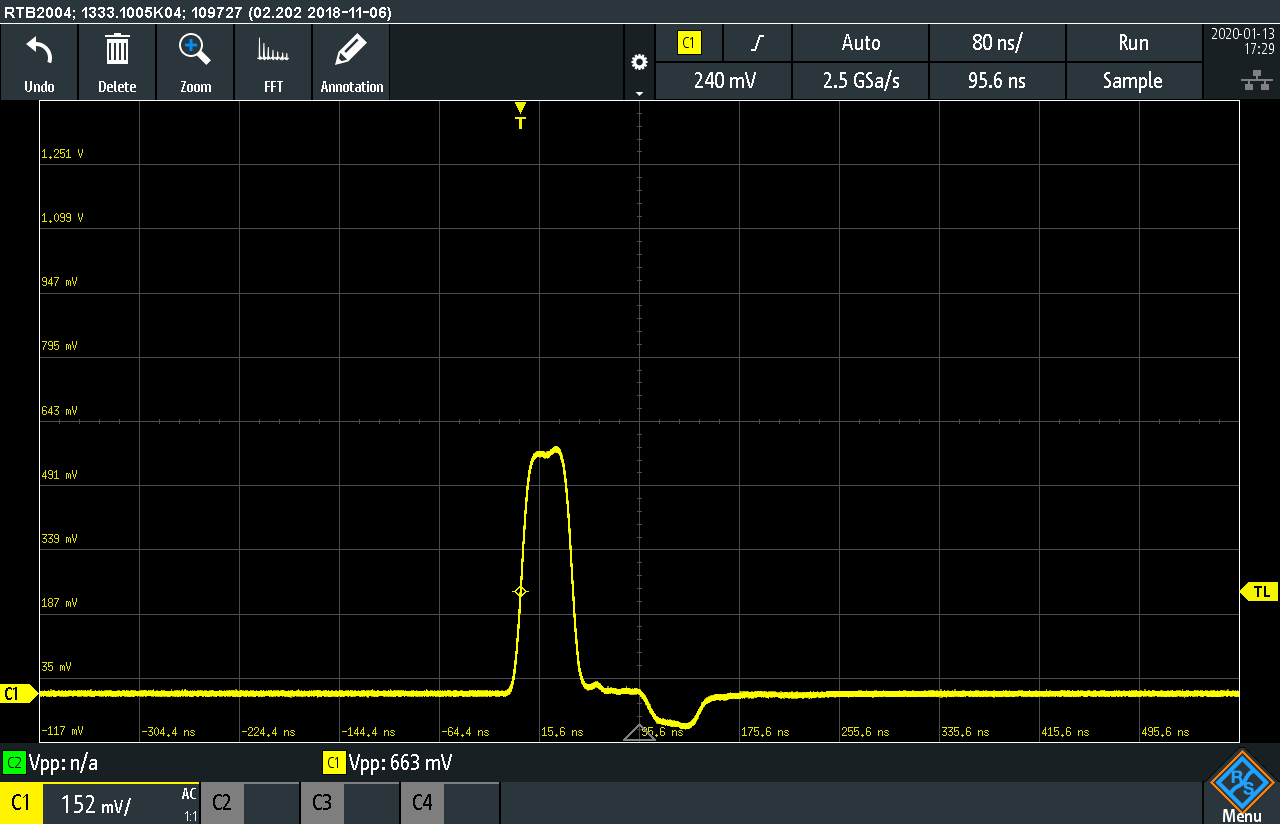 RTB2004; 1333.1005K04; 109727 (02.202 2018-11-06)
Undo
Delete
Zoom
FFT
Annotation
C1
Auto
80 ns/
Run
240 mV
2.5 GSa/s
95.6 ns
Sample
2020-01-13
17:29
T
1.251 V
1.099 V
947 mV
795 mV
643 mV
491 mV
339 mV
187 mV
TL
35 mV
C1
-117 mV
-304.4 ns
-224.4 ns
-144.4 ns
-64.4 ns
15.6 ns
95.6 ns
175.6 ns
255.6 ns
335.6 ns
415.6 ns
495.6 ns
C2 Vpp: n/a
C1 Vpp: 663 mV
C1
152 mV/
AC
1:1
C2
C3
C4
R S
Menu